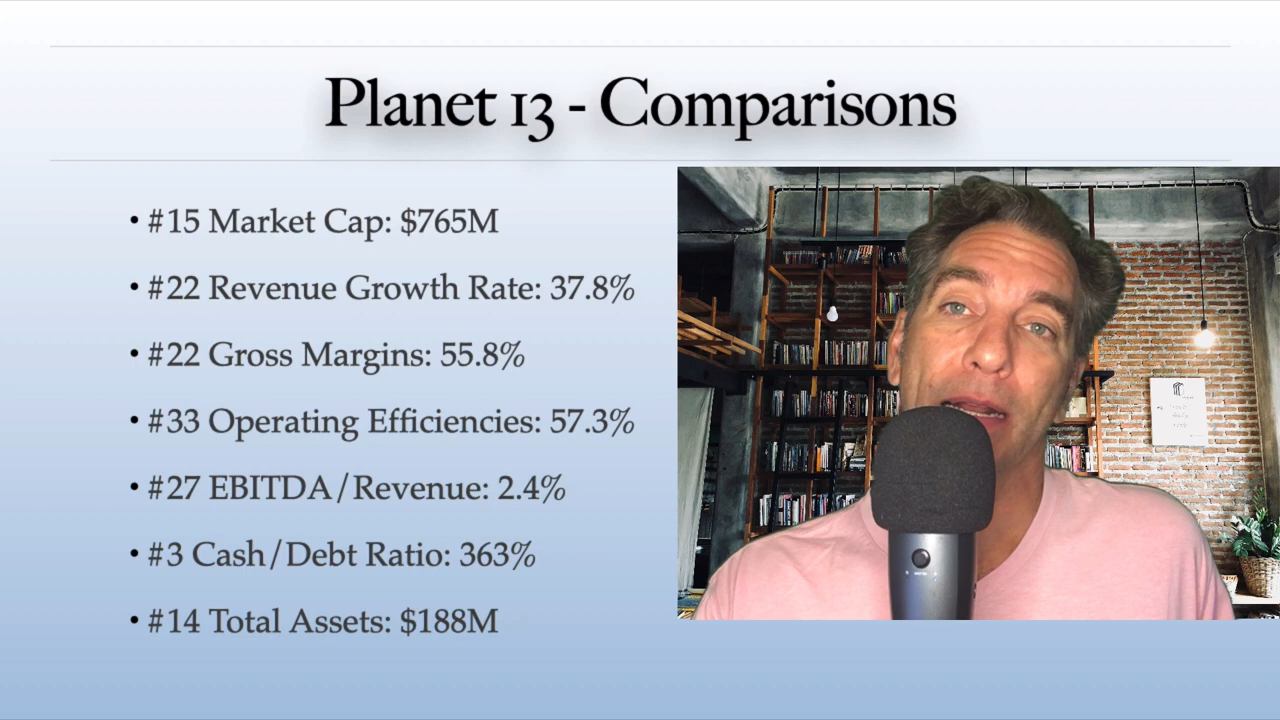 Planet 13 - Comparisons
• #15 Market Cap: $765M
• #22 Revenue Growth Rate: 37.8%
• #22 Gross Margins: 55.8%
• #33 Operating Efficiencies: 57.3%
• #27 EBITDA/Revenue: 2.4%
• #3 Cash/Debt Ratio: 363%
• #14 Total Assets: $188M